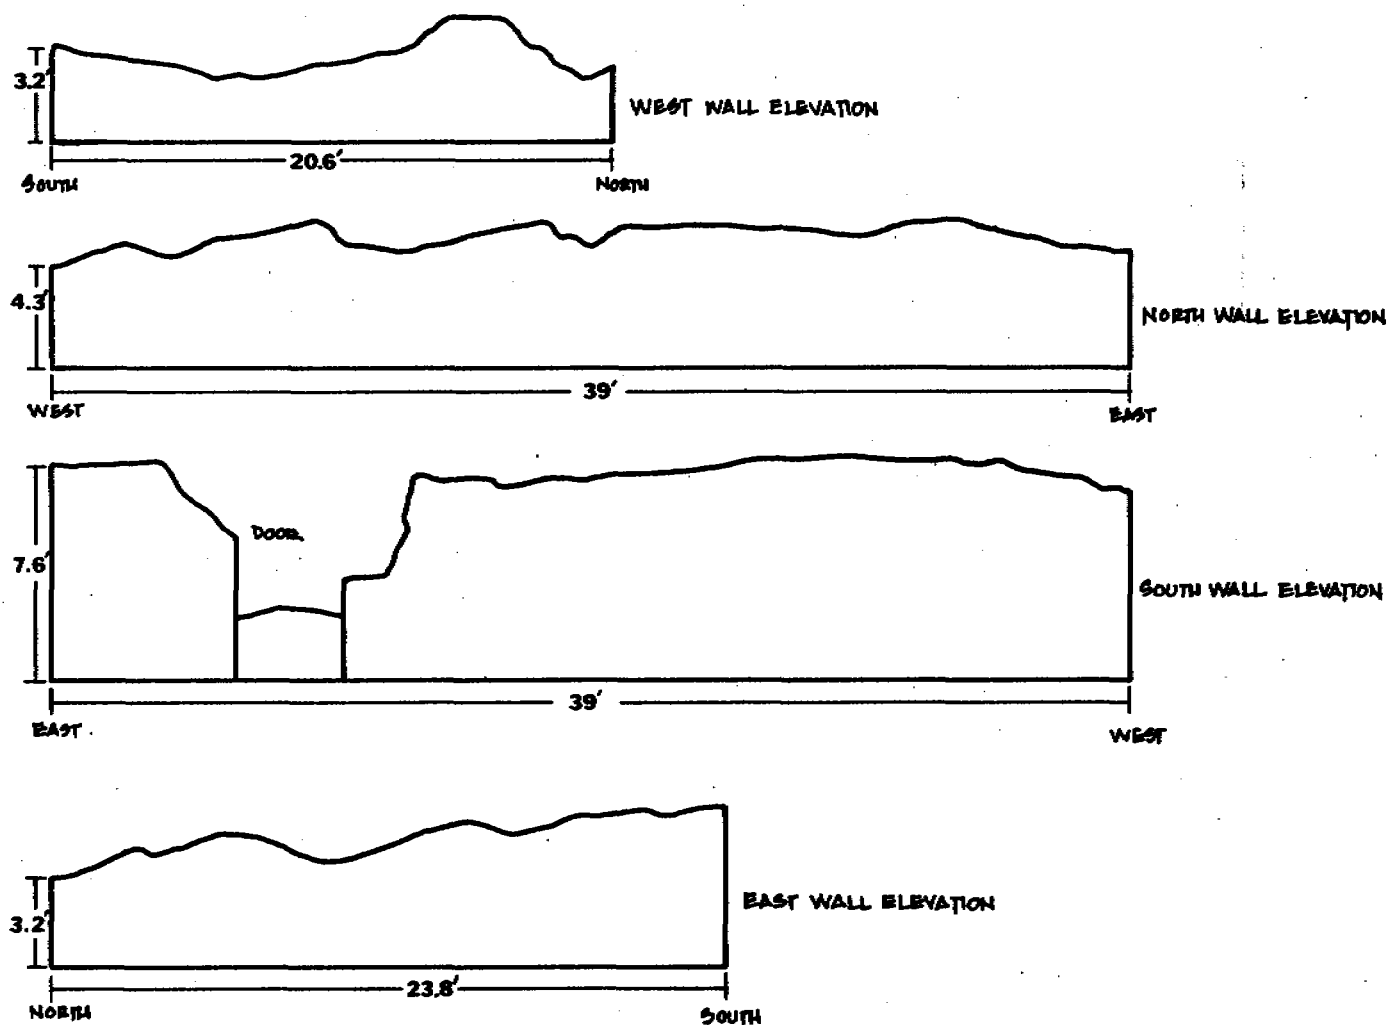 3.2'
WEST WALL ELEVATION
20.6'
SOUTH
NORTH
4.3'
NORTH WALL ELEVATION
39'
WEST
EAST
DOOR
7.6'
SOUTH WALL ELEVATION
39'
EAST
WEST
EAST WALL ELEVATION
3.2'
23.8'
NORTH
SOUTH